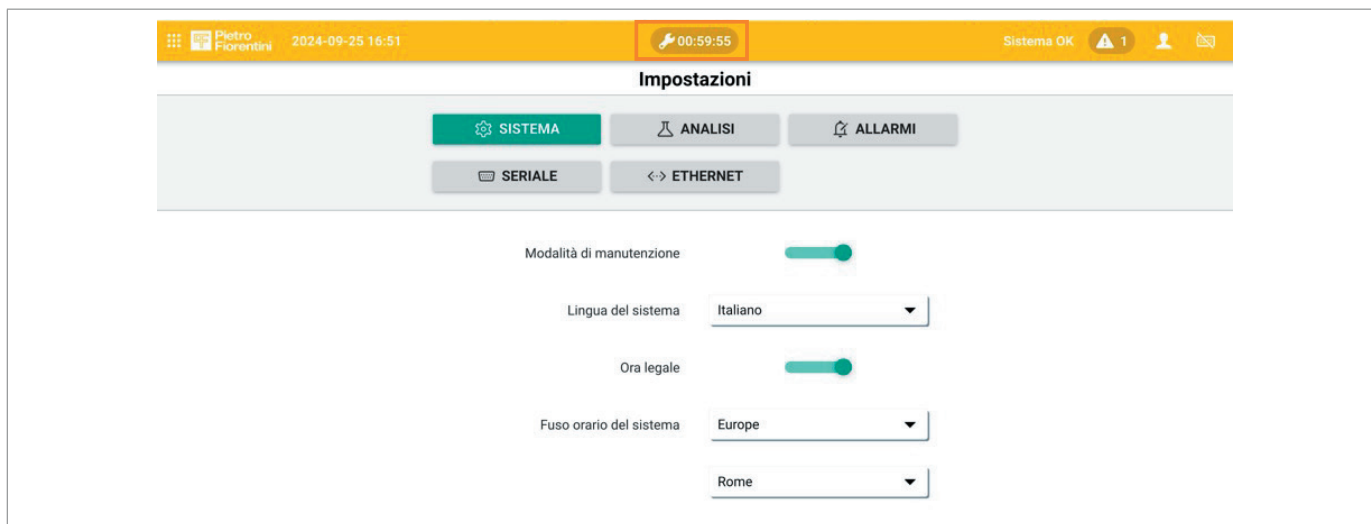 Pietro
Fiorentini
2024-09-25 16:51
00:59:55
Sistema OK
1
Impostazioni
SISTEMA
ANALISI
ALLARMI
SERIALE
ETHERNET
Modalità di manutenzione
Lingua del sistema
Italiano
Ora legale
Fuso orario del sistema
Europe
Rome